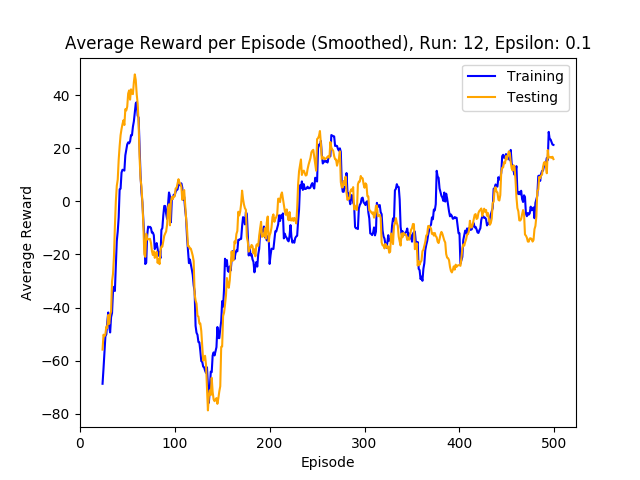 Average Reward per Episode (Smoothed), Run: 12, Epsilon: 0.1
Training
Testing
Average Reward
40
20
0
−20
−40
−60
−80
0 100 200 300 400 500
Episode